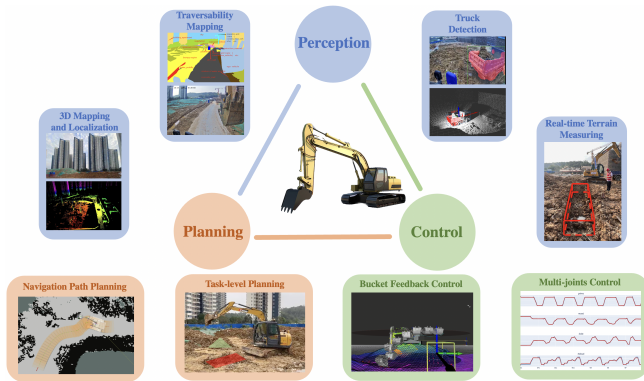 Traversability
Mapping
Perception
Truck
Detection
3D Mapping
and Localization
Real-time Terrain
Measuring
Planning
Control
Navigation Path Planning
Task-level Planning
Bucket Feedback Control
Multi-joints Control